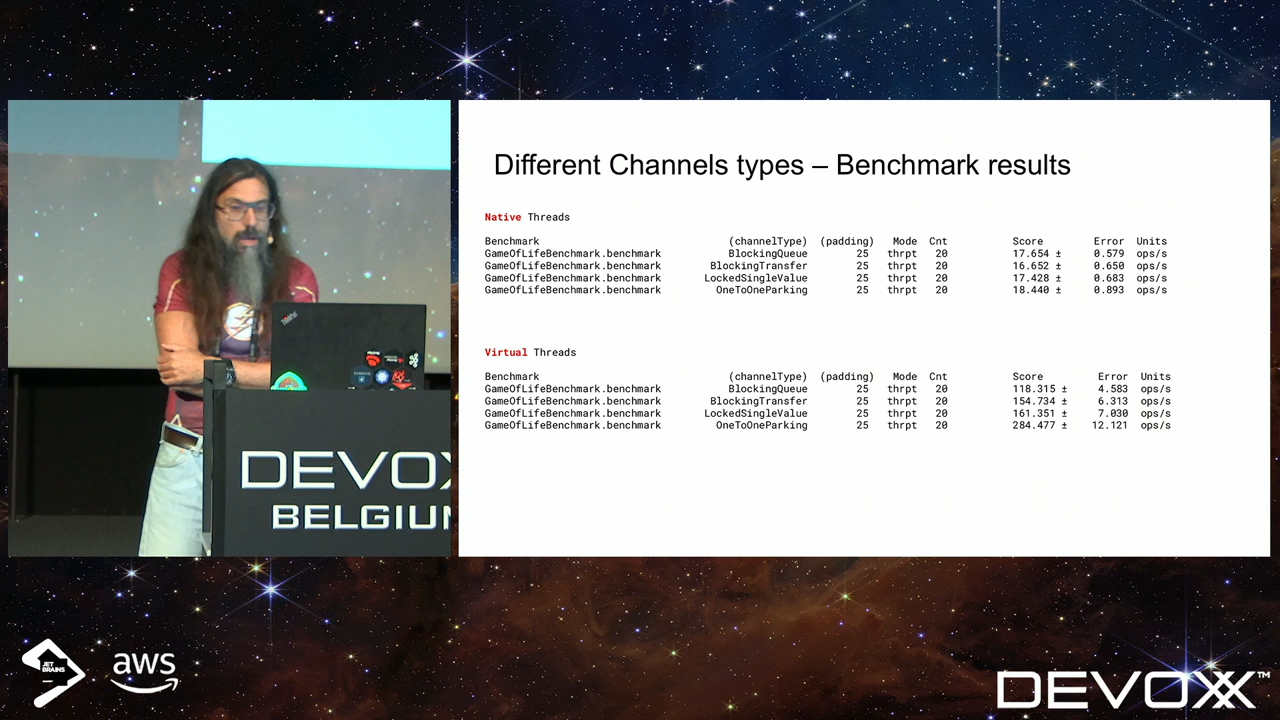 Different Channels types – Benchmark results
Native Threads
Benchmark (channelType) (padding) Mode Cnt Score Error Units
GameOfLifeBenchmark.benchmark BlockingQueue 25 thrpt 20 17.654 ± 0.579 ops/s
GameOfLifeBenchmark.benchmark BlockingTransfer 25 thrpt 20 16.652 ± 0.650 ops/s
GameOfLifeBenchmark.benchmark LockedSingleValue 25 thrpt 20 17.428 ± 0.683 ops/s
GameOfLifeBenchmark.benchmark OneToOneParking 25 thrpt 20 18.440 ± 0.893 ops/s
Virtual Threads
Benchmark (channelType) (padding) Mode Cnt Score Error Units
GameOfLifeBenchmark.benchmark BlockingQueue 25 thrpt 20 118.315 ± 4.583 ops/s
GameOfLifeBenchmark.benchmark BlockingTransfer 25 thrpt 20 154.734 ± 6.313 ops/s
GameOfLifeBenchmark.benchmark LockedSingleValue 25 thrpt 20 161.351 ± 7.030 ops/s
GameOfLifeBenchmark.benchmark OneToOneParking 25 thrpt 20 284.477 ± 12.121 ops/s
ThinkPad
DEVOX
BELGIUM
JET
BRAINS
aws
DEVOXX™